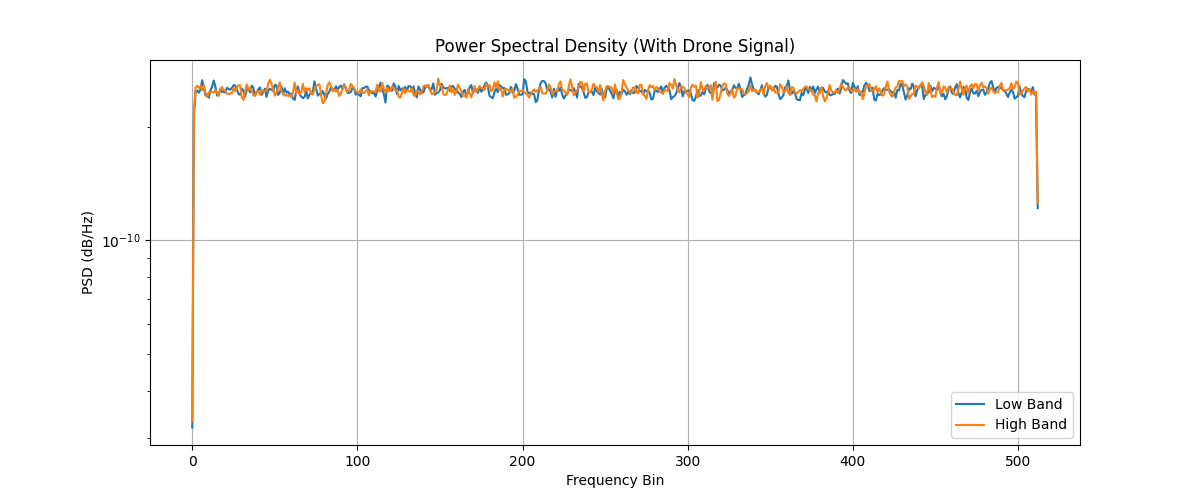 Power Spectral Density (With Drone Signal)
PSD (dB/Hz)
10⁻¹⁰
0 100 200 300 400 500
Frequency Bin
Low Band
High Band